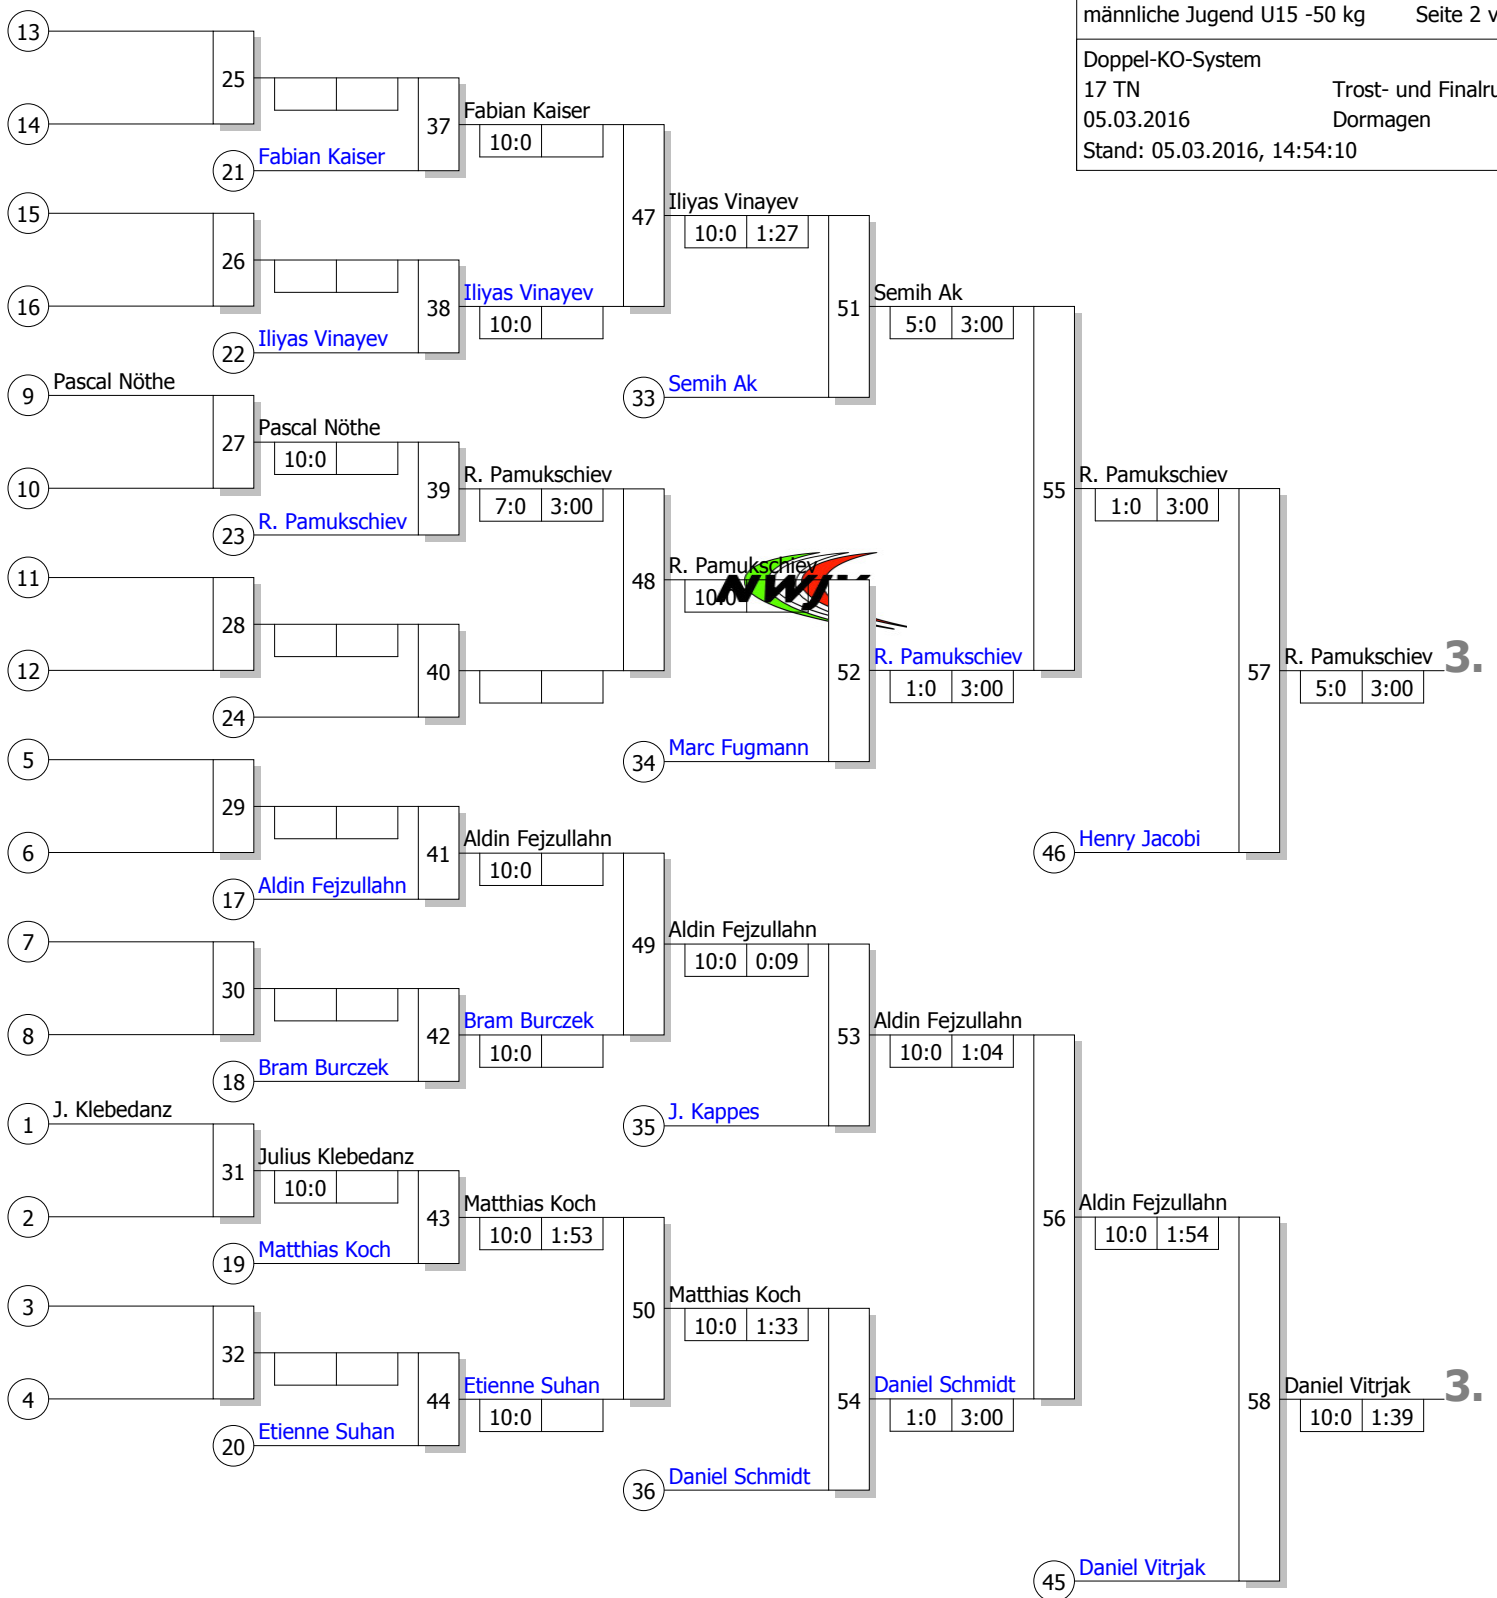 männliche Jugend U15 -50 kg Seite 2 v
Doppel-KO-System
17 TN Trost- und Finalru
05.03.2016 Dormagen
Stand: 05.03.2016, 14:54:10
13
25
14
37
Fabian Kaiser
10:0
21
Fabian Kaiser
15
47
Iliyas Vinayev
10:0 1:27
26
16
38
Iliyas Vinayev
10:0
22
Iliyas Vinayev
51
Semih Ak
5:0 3:00
33
Semih Ak
9
Pascal Nöthe
27
Pascal Nöthe
10:0
10
39
R. Pamukschiev
7:0 3:00
23
R. Pamukschiev
55
R. Pamukschiev
1:0 3:00
11
48
R. Pamukschiev
10:0
NWJV
28
12
40
24
52
R. Pamukschiev
1:0 3:00
34
Marc Fugmann
57
R. Pamukschiev
5:0 3:00
3.
46
Henry Jacobi
5
29
6
41
Aldin Fejzullahn
10:0
17
Aldin Fejzullahn
7
49
Aldin Fejzullahn
10:0 0:09
30
8
42
Bram Burczek
10:0
18
Bram Burczek
53
Aldin Fejzullahn
10:0 1:04
35
J. Kappes
1
J. Klebedanz
31
Julius Klebedanz
10:0
2
43
Matthias Koch
10:0 1:53
19
Matthias Koch
56
Aldin Fejzullahn
10:0 1:54
3
50
Matthias Koch
10:0 1:33
32
4
44
Etienne Suhan
10:0
20
Etienne Suhan
54
Daniel Schmidt
1:0 3:00
36
Daniel Schmidt
58
Daniel Vitrjak
10:0 1:39
3.
45
Daniel Vitrjak